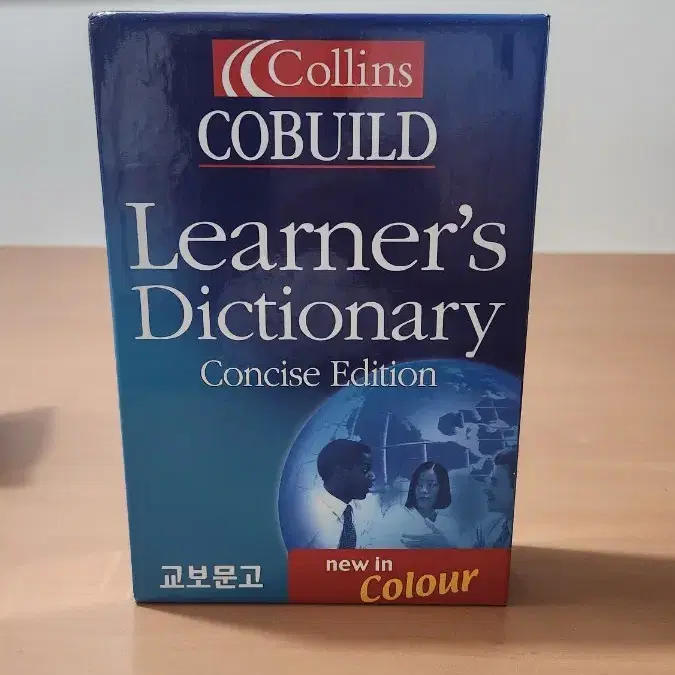 Collins
COBUILD
Learner's
Dictionary
Concise Edition
교보문고
new in
Colour